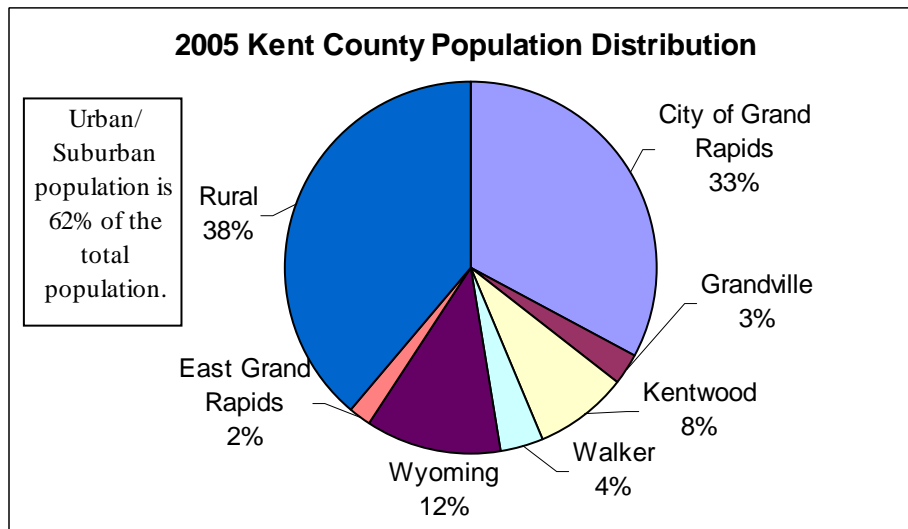 2005 Kent County Population Distribution
Urban/
Suburban
population is
62% of the
total
population.
City of Grand
Rapids
33%
Grandville
3%
Kentwood
8%
Walker
4%
Wyoming
12%
East Grand
Rapids
2%
Rural
38%